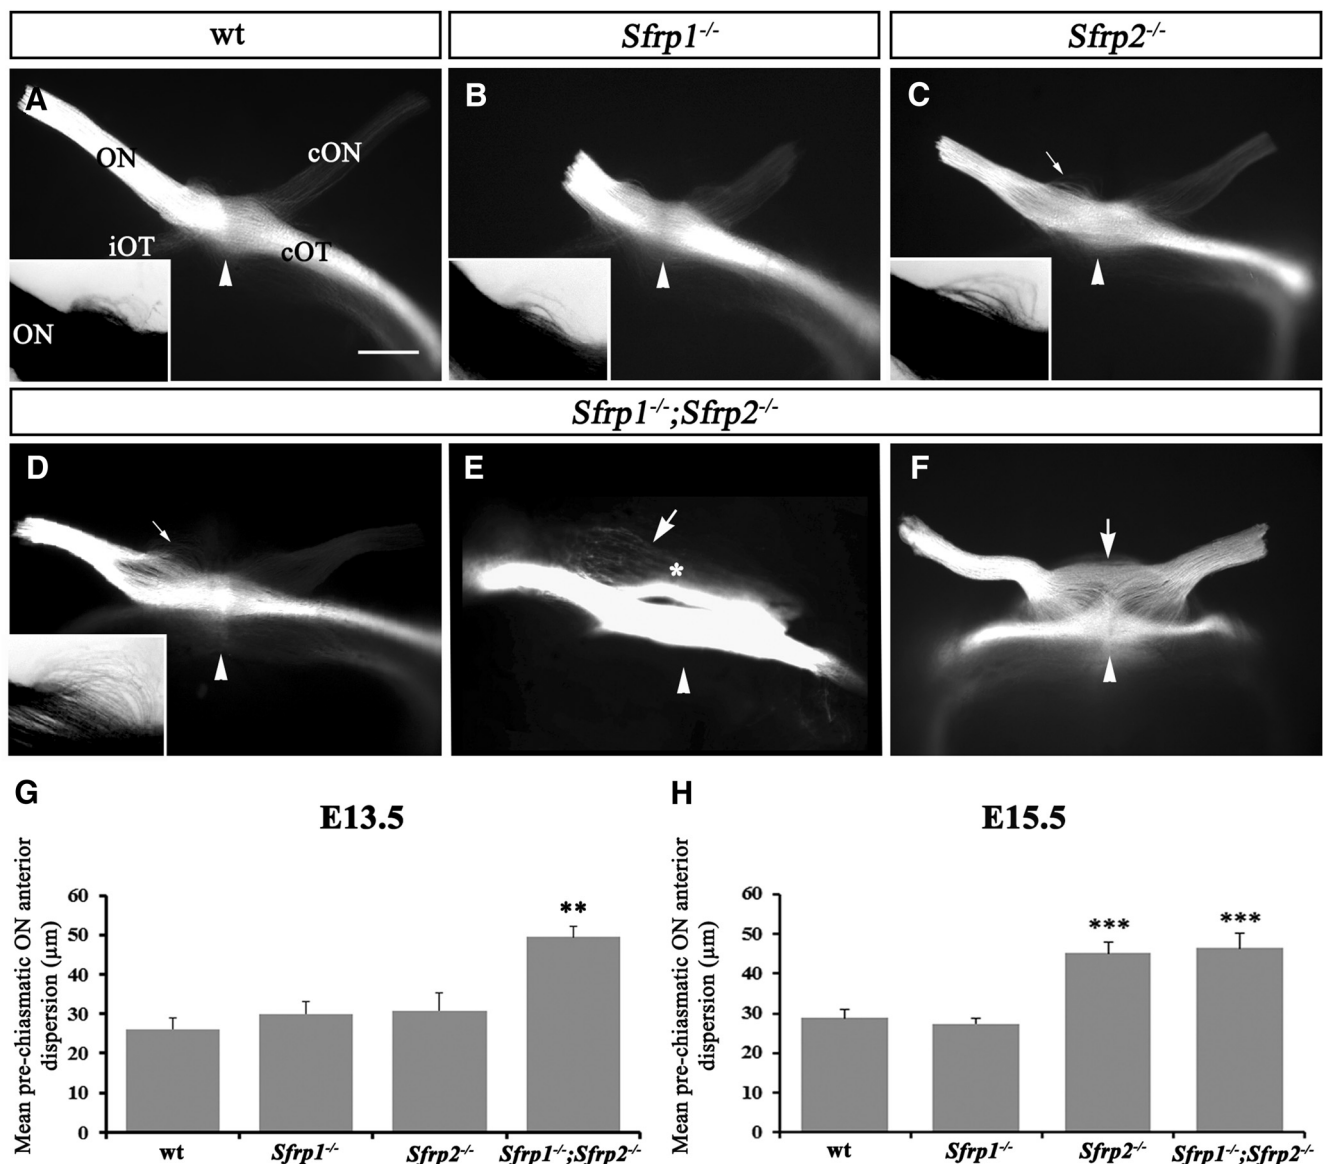 wt
Sfrp1-/-
Sfrp2-/-
A
ON
cON
iOT
cOT
ON
B
C
Sfrp1-/-;Sfrp2-/-
D
E
*
F
G
E13.5
Mean pre-chiasmatic ON anterior
dispersion (μm)
60
50
40
30
20
10
0
**
wt
Sfrp1-/-
Sfrp2-/-
Sfrp1-/-;Sfrp2-/-
H
E15.5
Mean pre-chiasmatic ON anterior
dispersion (μm)
60
50
40
30
20
10
0
***
***
wt
Sfrp1-/-
Sfrp2-/-
Sfrp1-/-;Sfrp2-/-